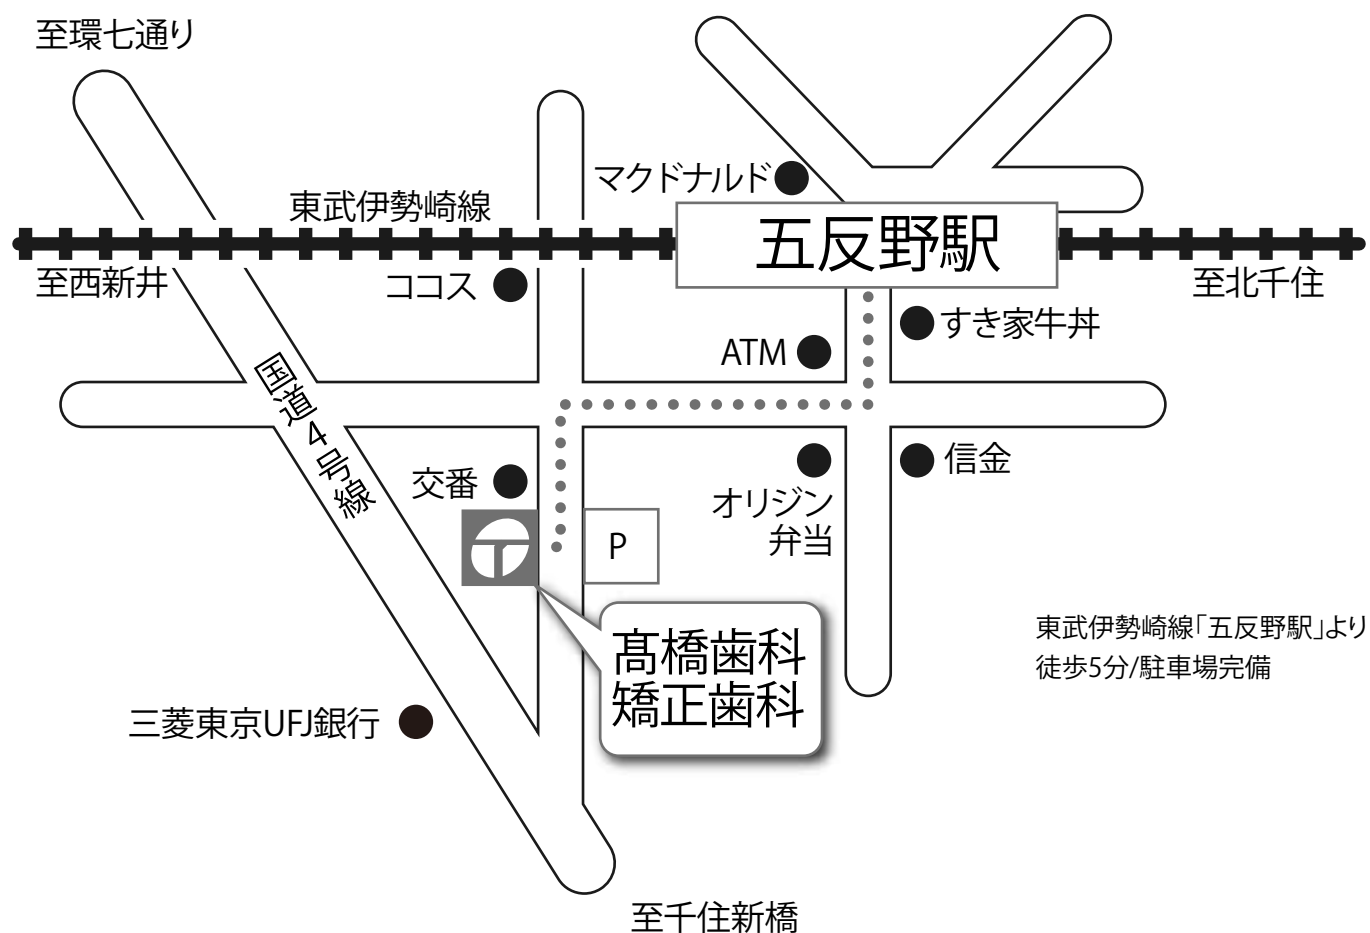 至環七通り
マクドナルド
東武伊勢崎線
五反野駅
至西新井
ココス
至北千住
すき家牛丼
ATM
国道4号線
交番
信金
オリジン
弁当
P
髙橋歯科
矯正歯科
東武伊勢崎線「五反野駅」より
徒歩5分/駐車場完備
三菱東京UFJ銀行
至千住新橋